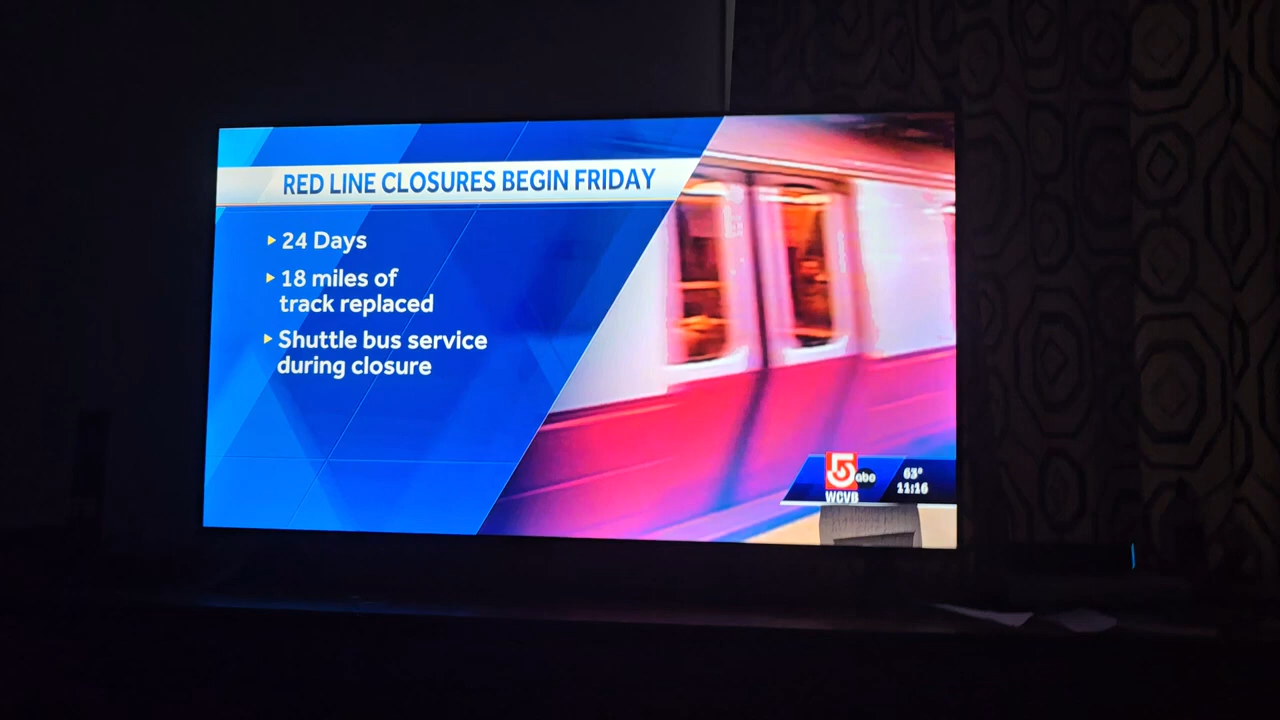 RED LINE CLOSURES BEGIN FRIDAY
24 Days
18 miles of
track replaced
Shuttle bus service
during closure
5 abc
WCVB
63°
11:16